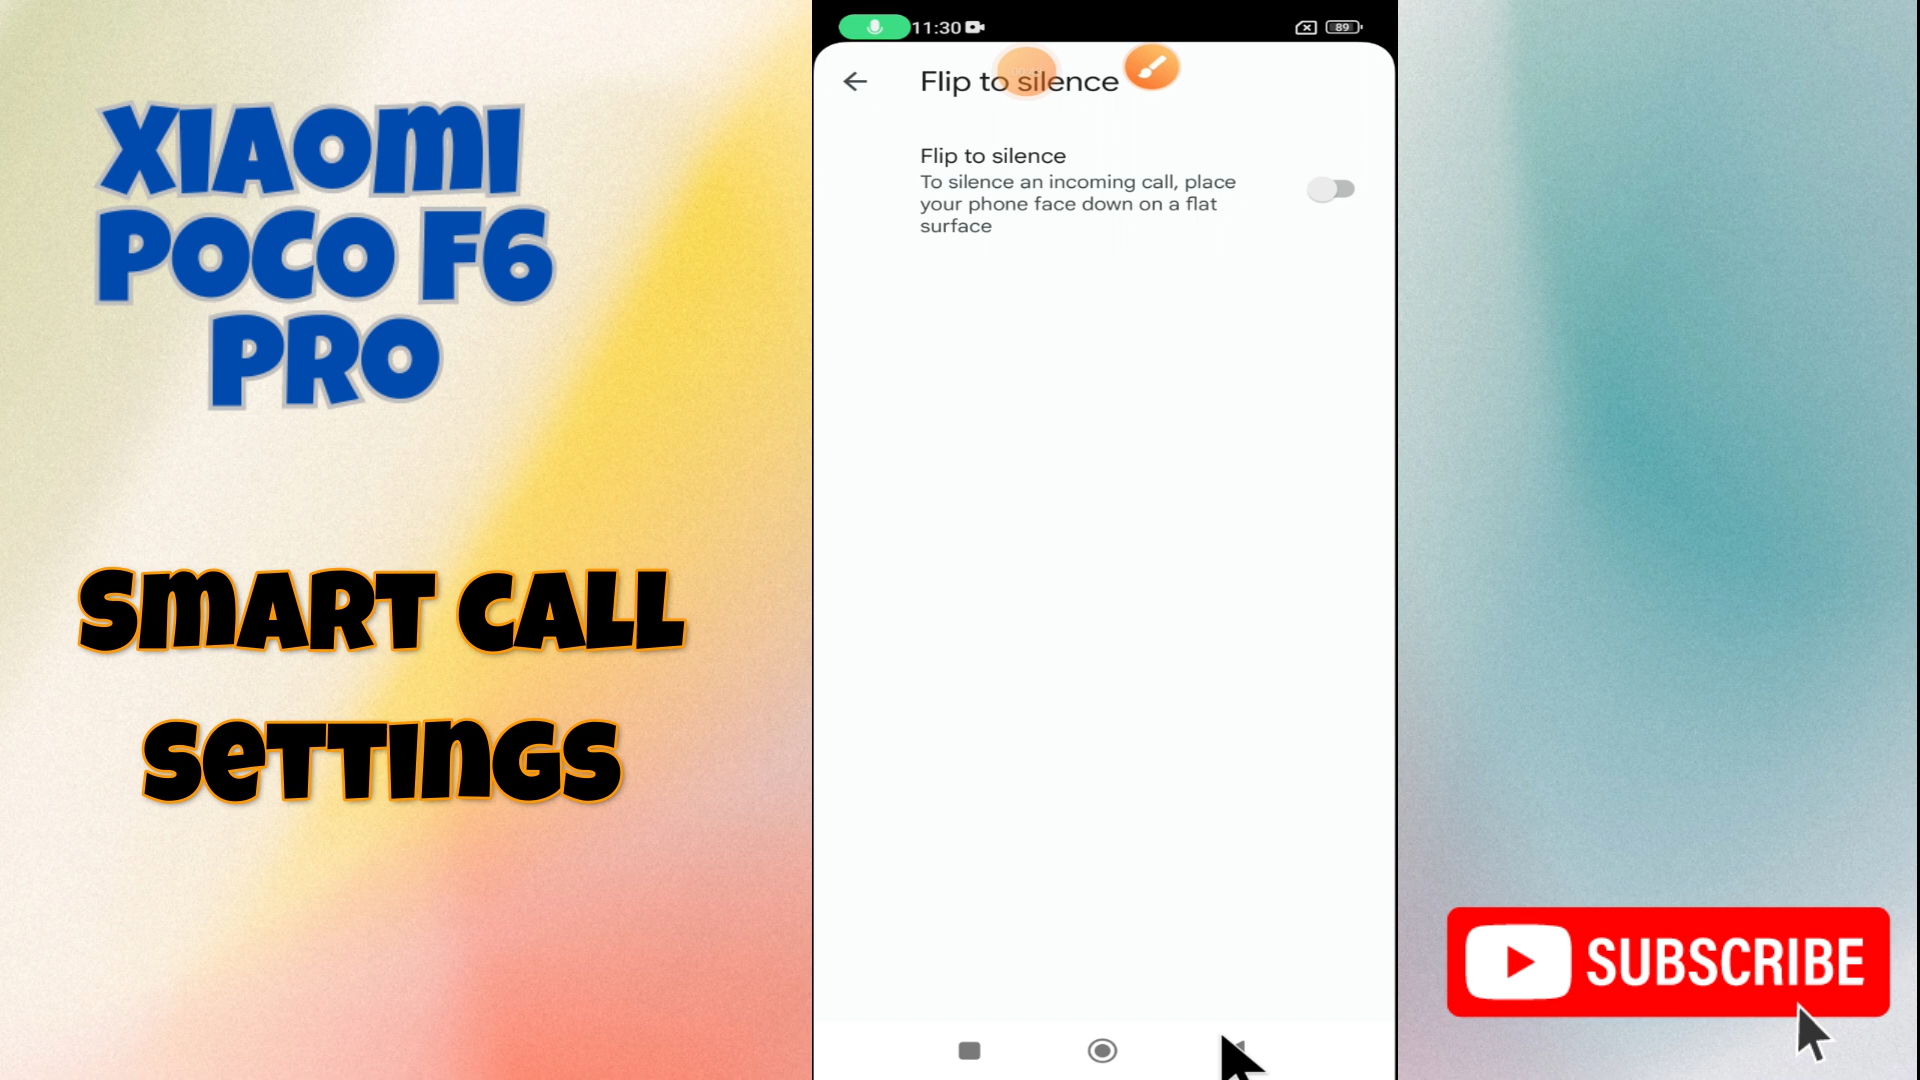 XIAOMI
POCO F6
PRO
SMART CALL
SETTINGS
11:30
89
Flip to silence
Flip to silence
To silence an incoming call, place
your phone face down on a flat
surface
SUBSCRIBE